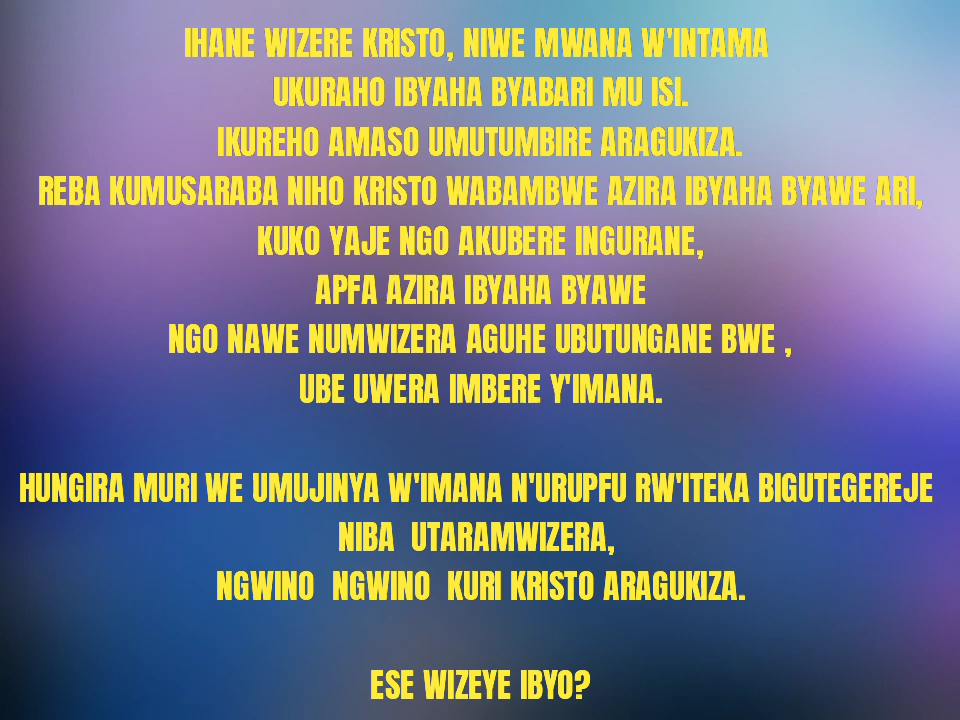 IHANE WIZERE KRISTO, NIWE MWANA W'INTAMA
UKURAHO IBYAHA BYABARI MU ISI.
IKUREHO AMASO UMUTUMBIRE ARAGUKIZA.
REBA KUMUSARABA NIHO KRISTO WABAMBWE AZIRA IBYAHA BYAWE ARI,
KUKO YAJE NGO AKUBERE INGURANE,
APFA AZIRA IBYAHA BYAWE
NGO NAWE NUMWIZERA AGUHE UBUTUNGANE BWE ,
UBE UWERA IMBERE Y'IMANA.
HUNGIRA MURI WE UMUJINYA W'IMANA N'URUPFU RW'ITEKA BIGUTEGEREJE
NIBA UTARAMWIZERA,
NGWINO NGWINO KURI KRISTO ARAGUKIZA.
ESE WIZEYE IBYO?